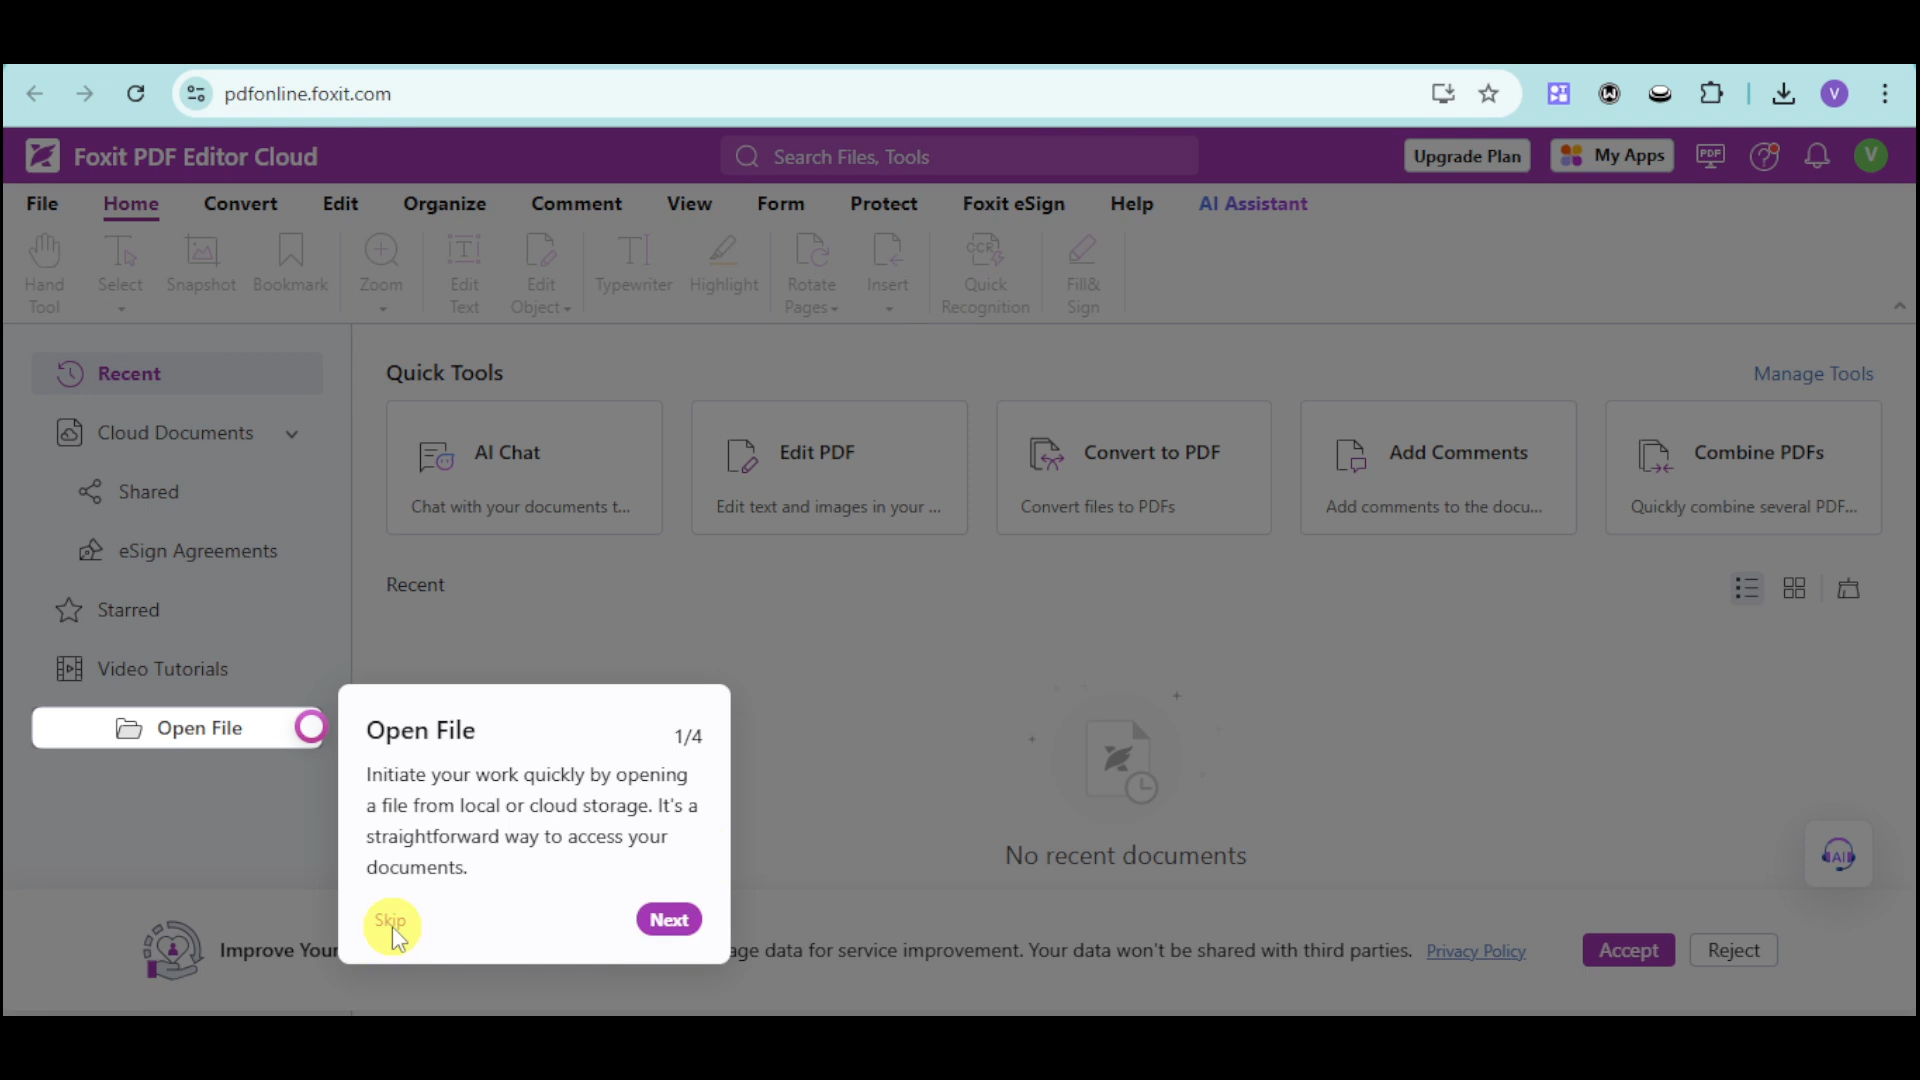 pdfonline.foxit.com
V
Foxit PDF Editor Cloud
Search Files, Tools
Upgrade Plan
My Apps
PDF
V
File Home Convert Edit Organize Comment View Form Protect Foxit eSign Help AI Assistant
Hand Tool
Select
Snapshot
Bookmark
Zoom
Edit Text
Edit Object
Typewriter
Highlight
Rotate Pages
Insert
Quick Recognition
Fill& Sign
Recent
Cloud Documents
Shared
eSign Agreements
Starred
Video Tutorials
Open File
Quick Tools
Manage Tools
AI Chat
Chat with your documents t...
Edit PDF
Edit text and images in your ...
Convert to PDF
Convert files to PDFs
Add Comments
Add comments to the docu...
Combine PDFs
Quickly combine several PDF...
Recent
No recent documents
AI
Open File
1/4
Initiate your work quickly by opening
a file from local or cloud storage. It's a
straightforward way to access your
documents.
Skip
Next
Improve Your
age data for service improvement. Your data won't be shared with third parties. Privacy Policy
Accept
Reject